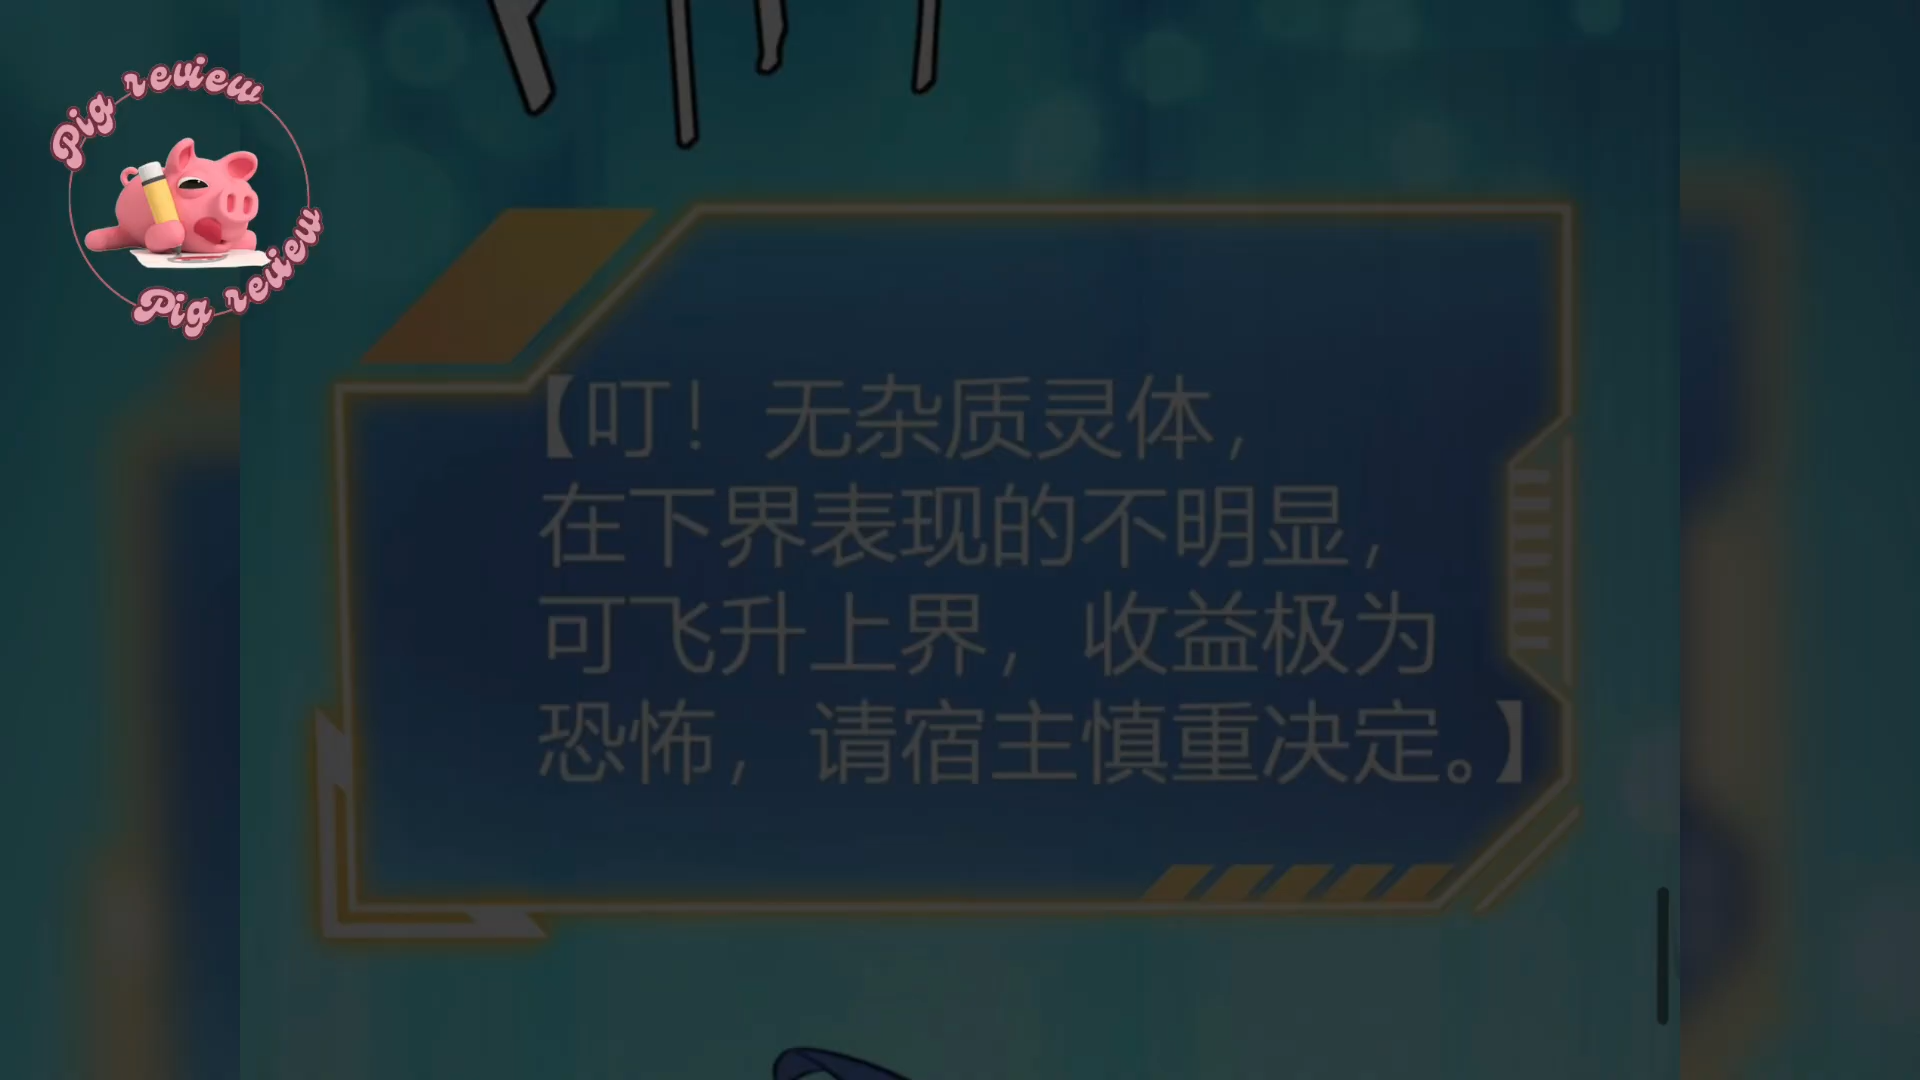 Pig review
【叮！无杂质灵体，
在下界表现的不明显，
可飞升上界，收益极为
恐怖，请宿主慎重决定。】
Pig review